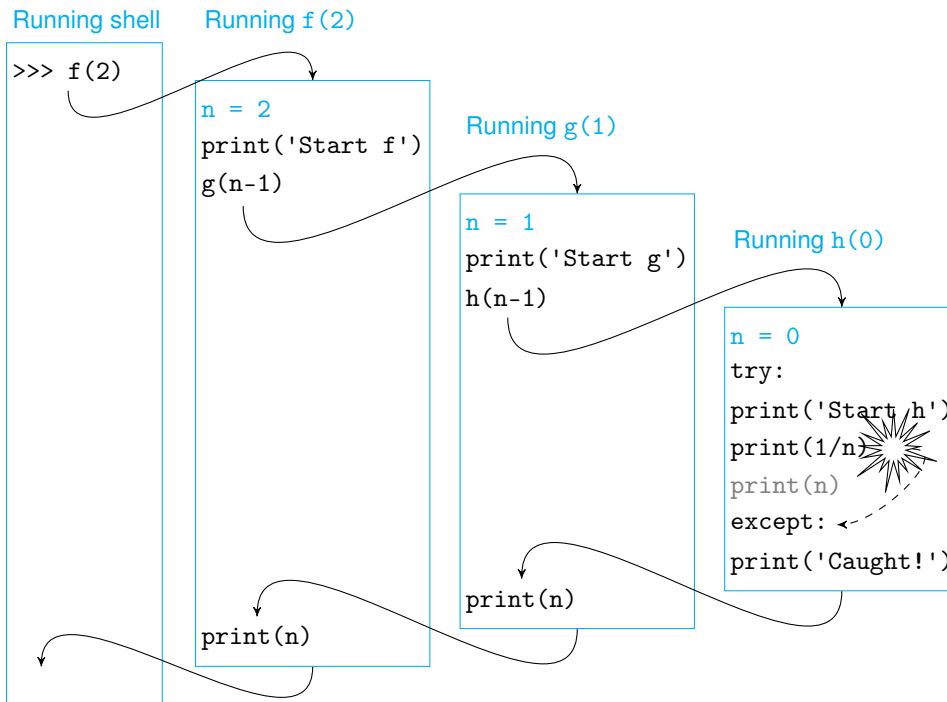 Running shell
>>> f(2)
Running f(2)
n = 2
print('Start f')
g(n-1)
print(n)
Running g(1)
n = 1
print('Start g')
h(n-1)
print(n)
Running h(0)
n = 0
try:
print('Start h')
print(1/n)
print(n)
except:
print('Caught!')